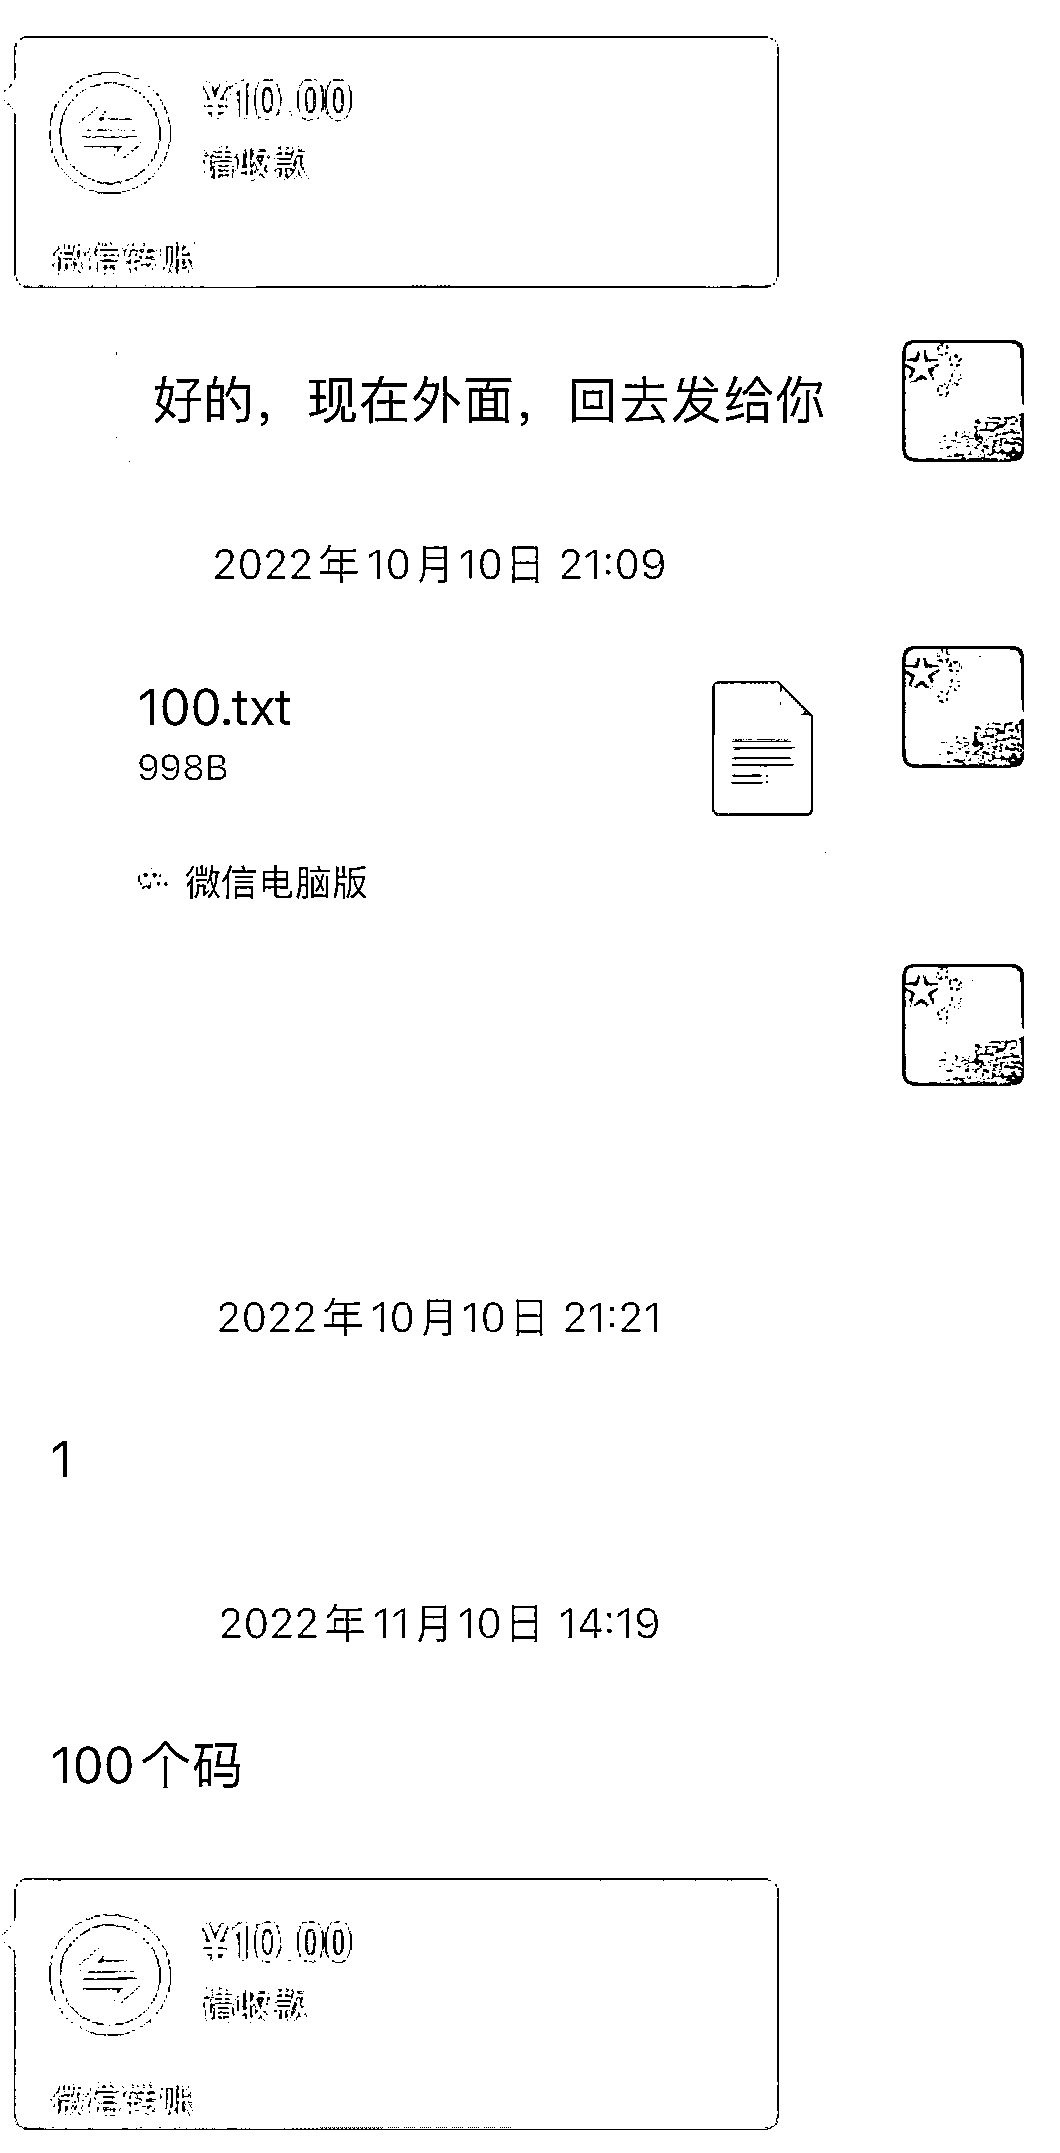 ¥10.00
请收款
微信转账
好的，现在外面，回去发给你
2022年10月10日 21:09
100.txt
998B
微信电脑版
2022年10月10日 21:21
1
2022年11月10日 14:19
100个码
¥10.00
请收款
微信转账